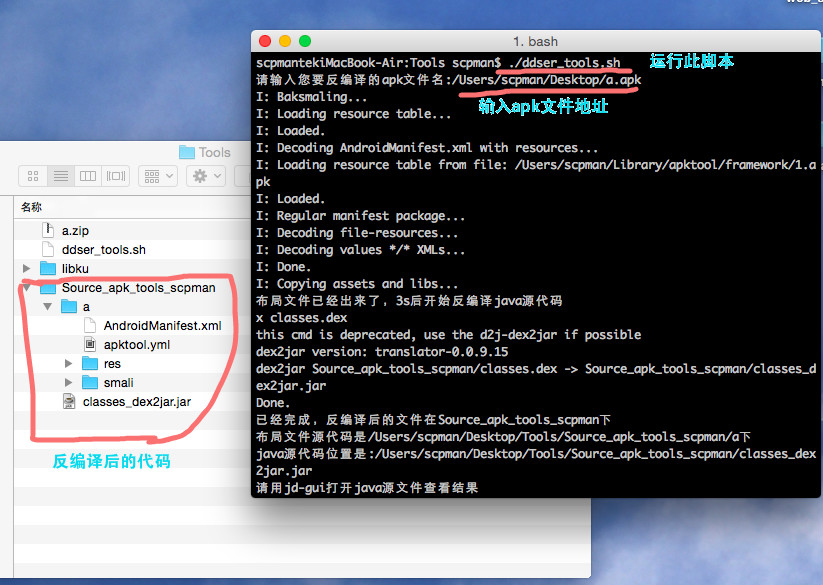 1. bash
scpmantekiMacBook-Air:Tools scpman$ ./ddser_tools.sh
运行此脚本
请输入您要反编译的apk文件名:/Users/scpman/Desktop/a.apk
输入apk文件地址
I: Baksmaling...
I: Loading resource table...
I: Loaded.
I: Decoding AndroidManifest.xml with resources...
I: Loading resource table from file: /Users/scpman/Library/apktool/framework/1.a
pk
I: Loaded.
I: Regular manifest package...
I: Decoding file-resources...
I: Decoding values */* XMLs...
I: Done.
I: Copying assets and libs...
布局文件已经出来了，3s后开始反编译java源代码
x classes.dex
this cmd is deprecated, use the d2j-dex2jar if possible
dex2jar version: translator-0.0.9.15
dex2jar Source_apk_tools_scpman/classes.dex -> Source_apk_tools_scpman/classes_d
ex2jar.jar
Done.
已经完成，反编译后的文件在Source_apk_tools_scpman下
布局文件源代码是/Users/scpman/Desktop/Tools/Source_apk_tools_scpman/a下
java源代码位置是:/Users/scpman/Desktop/Tools/Source_apk_tools_scpman/classes_dex
2jar.jar
请用jd-gui打开java源文件查看结果
Tools
名称
a.zip
ddser_tools.sh
libku
Source_apk_tools_scpman
a
AndroidManifest.xml
apktool.yml
res
smali
classes_dex2jar.jar
反编译后的代码